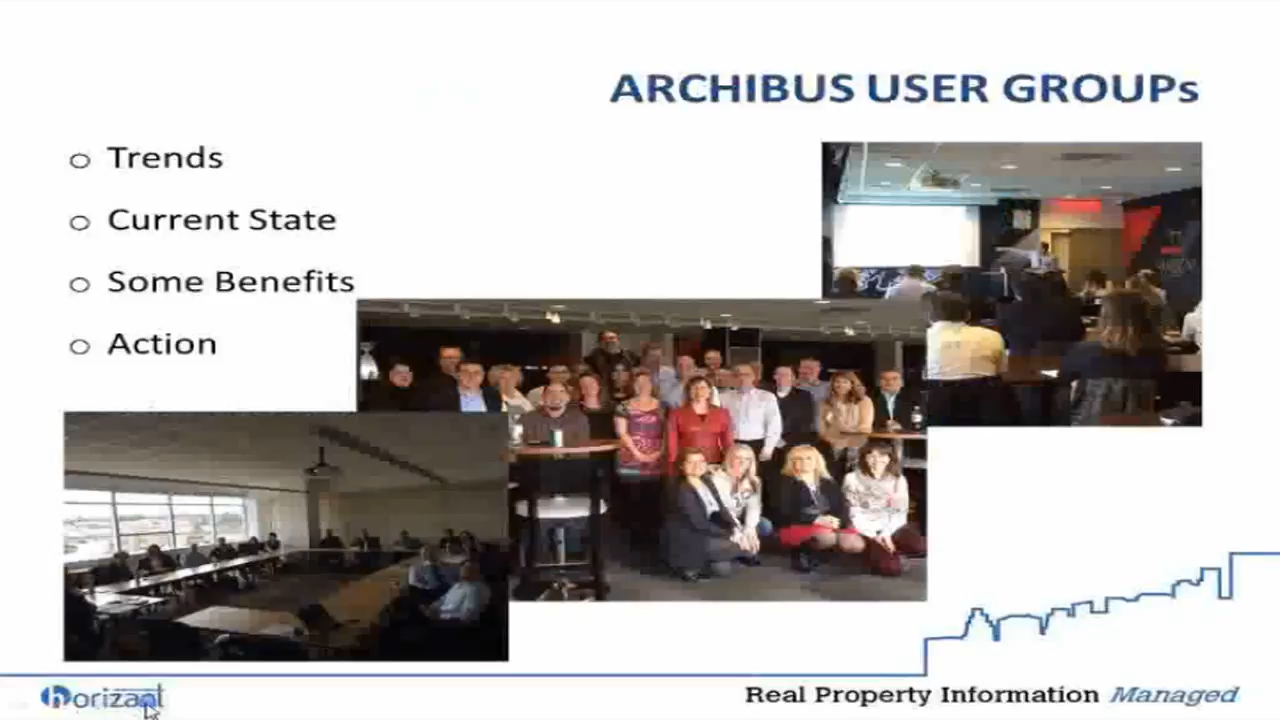 ARCHIBUS USER GROUPs
Trends
Current State
Some Benefits
Action
horizant
Real Property Information Managed